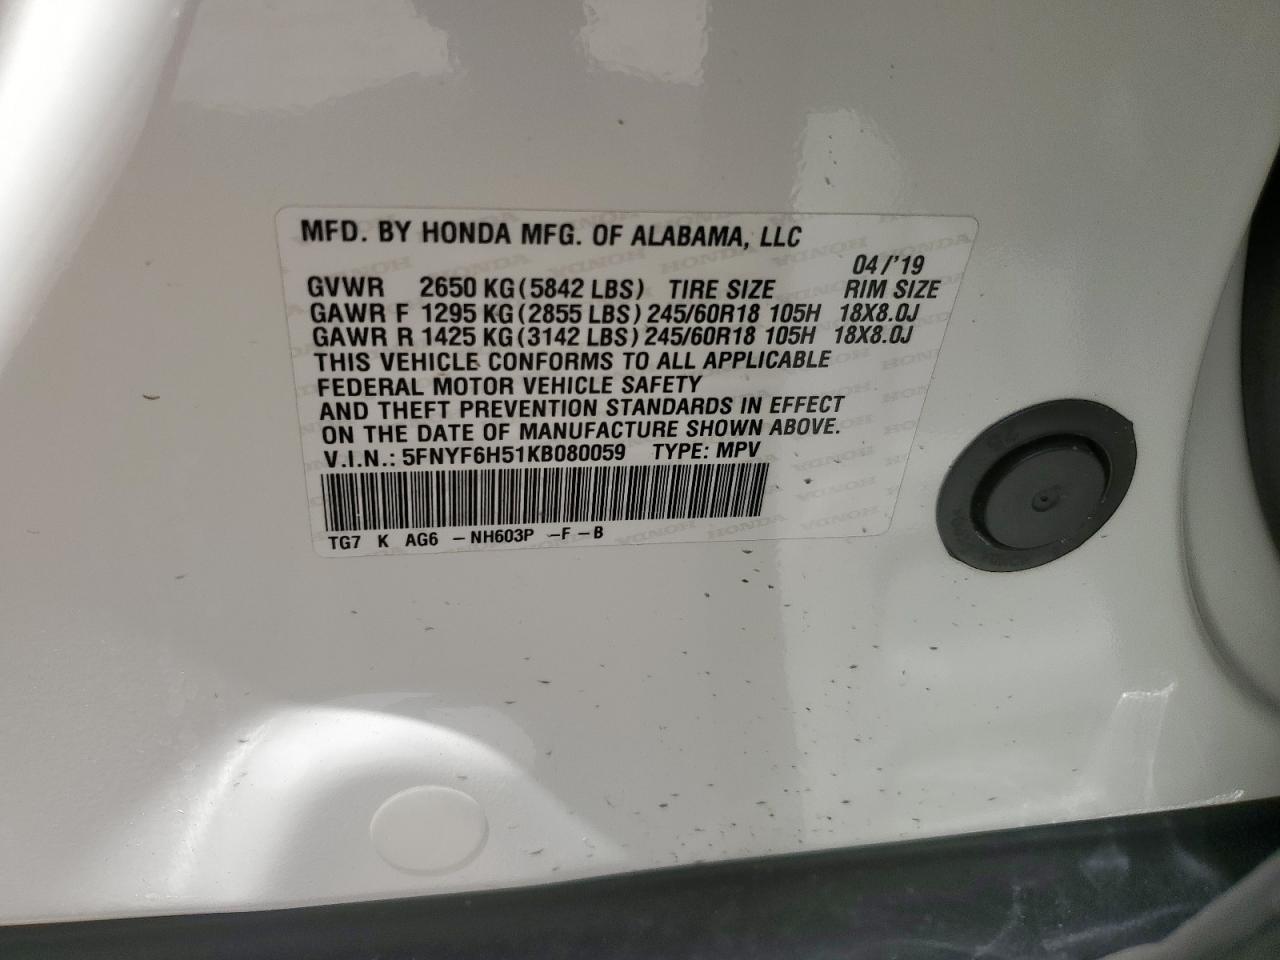 MFD. BY HONDA MFG. OF ALABAMA, LLC
04/'19
GVWR 2650 KG (5842 LBS) TIRE SIZE RIM SIZE
GAWR F 1295 KG (2855 LBS) 245/60R18 105H 18X8.0J
GAWR R 1425 KG (3142 LBS) 245/60R18 105H 18X8.0J
THIS VEHICLE CONFORMS TO ALL APPLICABLE
FEDERAL MOTOR VEHICLE SAFETY
AND THEFT PREVENTION STANDARDS IN EFFECT
ON THE DATE OF MANUFACTURE SHOWN ABOVE.
V.I.N.: 5FNYF6H51KB080059 TYPE: MPV
TG7 K AG6 -NH603P -F-B